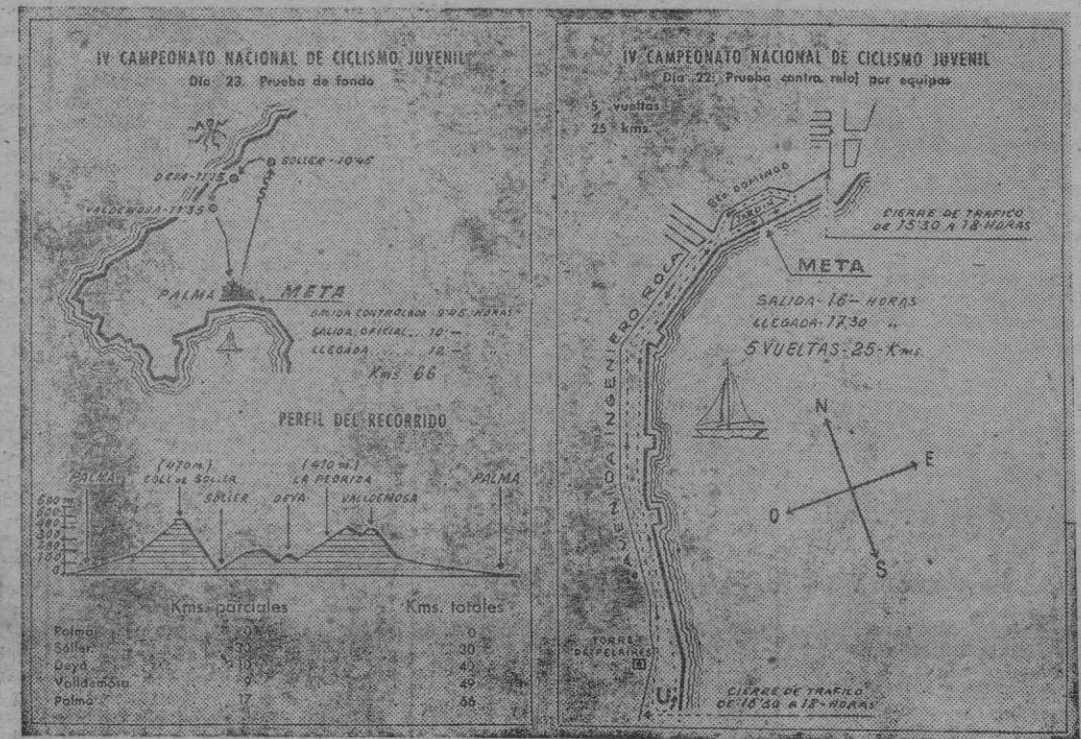 IV CAMPEONATO NACIONAL DE CICLISMO JUVENIL
Día 23. Prueba de fondo
SOLLER-10'45
DEYA-11'15
VALDEMOSA-11'35
PALMA
META
SALIDA CONTROLADA 9'45 HORAS
SALIDA OFICIAL... 10'— "
LLEGADA ...... 12 — "
Kms. 66
PERFIL DEL RECORRIDO
PALMA
(470 m.)
COLL DE SOLLER
SOLLER
DEYA
(410 m.)
LA PEDRIZA
VALDEMOSA
PALMA
600 m.
500
400
300
200
100
0
Kms. parciales Kms. totales
Palma 0 0
Sóller 30 30
Deyá 10 40
Valldemosa 9 49
Palma 17 66
IV CAMPEONATO NACIONAL DE CICLISMO JUVENIL
Día 22: Prueba contra reloj por equipos
5 vueltas
25 kms.
Sto. DOMINGO
JARDIN
CIERRE DE TRAFICO
DE 15'30 A 18-HORAS
META
SALIDA-16'— HORAS
LLEGADA-17'30 "
5 VUELTAS-25-Kms.
AVENIDA INGENIERO ROCA
N
E
O
S
TORRE
DE PELAIRES
U
CIERRE DE TRAFICO
DE 15'30 A 18-HORAS